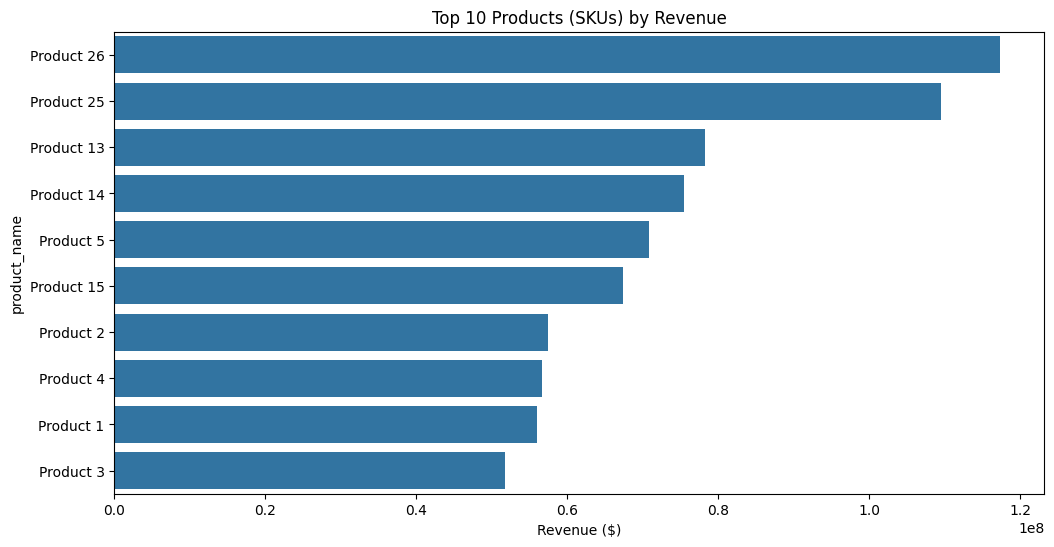 Top 10 Products (SKUs) by Revenue
product_name
Product 26
Product 25
Product 13
Product 14
Product 5
Product 15
Product 2
Product 4
Product 1
Product 3
0.0 0.2 0.4 0.6 0.8 1.0 1.2
1e8
Revenue ($)